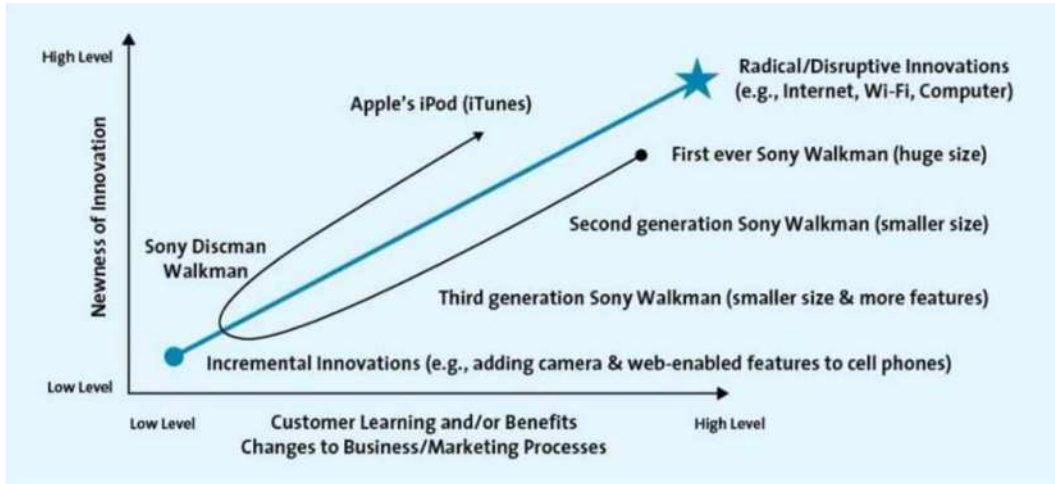 High Level
Radical/Disruptive Innovations
(e.g., Internet, Wi-Fi, Computer)
Apple's iPod (iTunes)
First ever Sony Walkman (huge size)
Newness of Innovation
Second generation Sony Walkman (smaller size)
Sony Discman
Walkman
Third generation Sony Walkman (smaller size & more features)
Incremental Innovations (e.g., adding camera & web-enabled features to cell phones)
Low Level
Low Level
Customer Learning and/or Benefits
Changes to Business/Marketing Processes
High Level